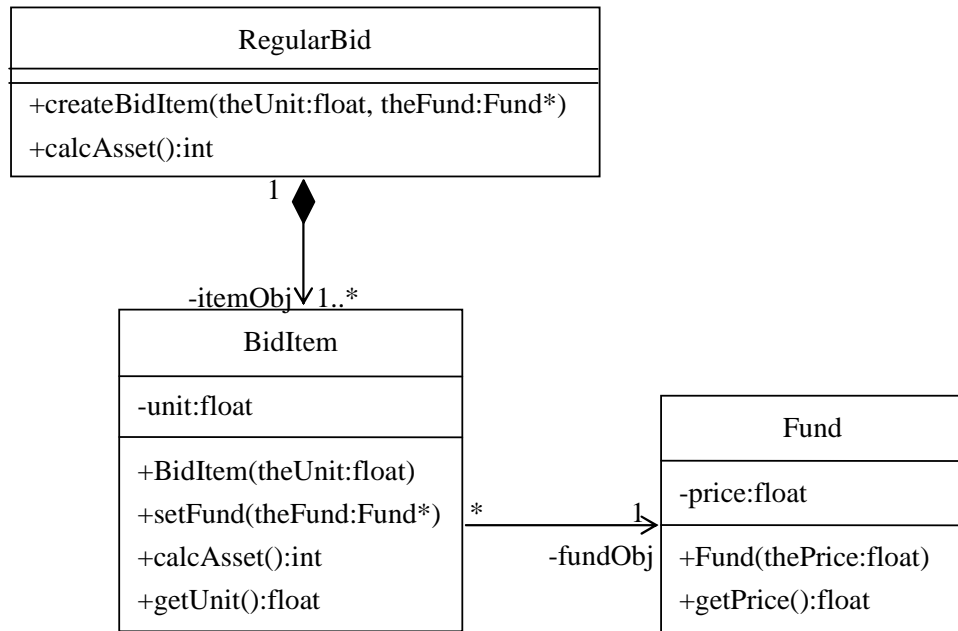 RegularBid
+createBidItem(theUnit:float, theFund:Fund*)
+calcAsset():int
1
-itemObj 1..*
BidItem
-unit:float
+BidItem(theUnit:float)
+setFund(theFund:Fund*)
+calcAsset():int
+getUnit():float
* 1
-fundObj
Fund
-price:float
+Fund(thePrice:float)
+getPrice():float